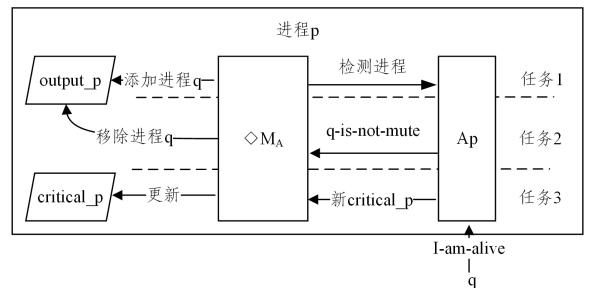 进程p
output_p
添加进程q
检测进程
任务1
移除进程q
◇M_A
q-is-not-mute
Ap
任务2
critical_p
更新
新critical_p
任务3
I-am-alive
q